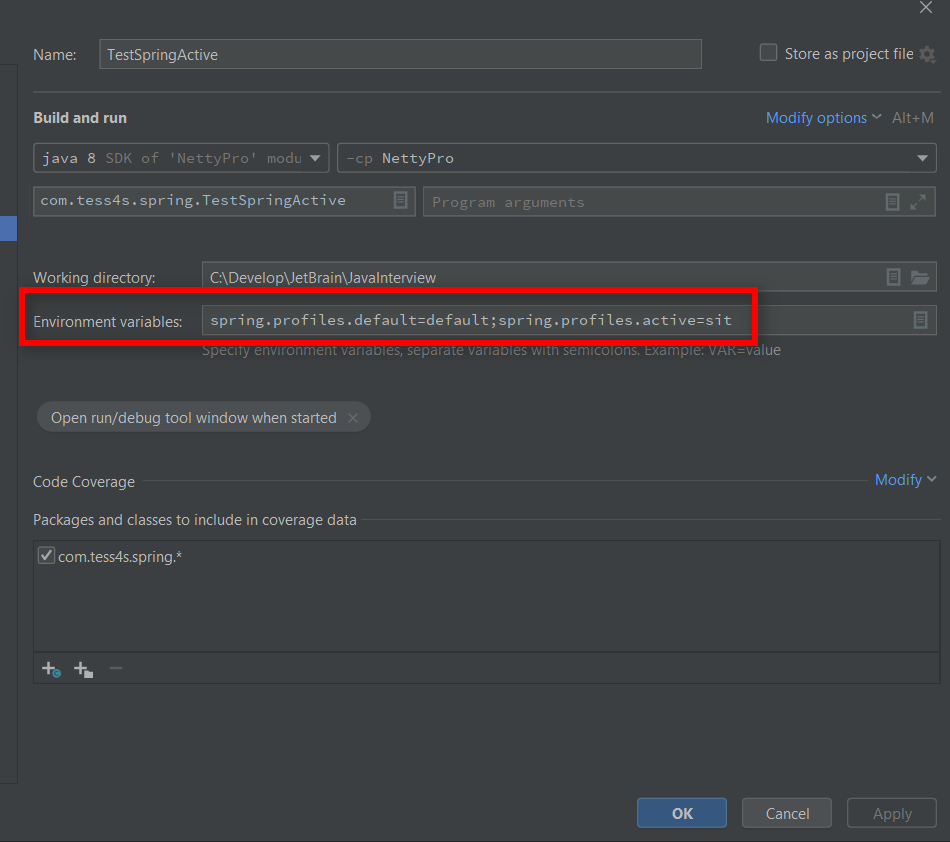 Name: TestSpringActive Store as project file
Build and run Modify options Alt+M
java 8 SDK of 'NettyPro' modu -cp NettyPro
com.tess4s.spring.TestSpringActive Program arguments
Working directory: C:\Develop\JetBrain\JavaInterview
Environment variables: spring.profiles.default=default;spring.profiles.active=sit
Specify environment variables, separate variables with semicolons. Example: VAR=value
Open run/debug tool window when started
Code Coverage Modify
Packages and classes to include in coverage data
com.tess4s.spring.*
OK Cancel Apply